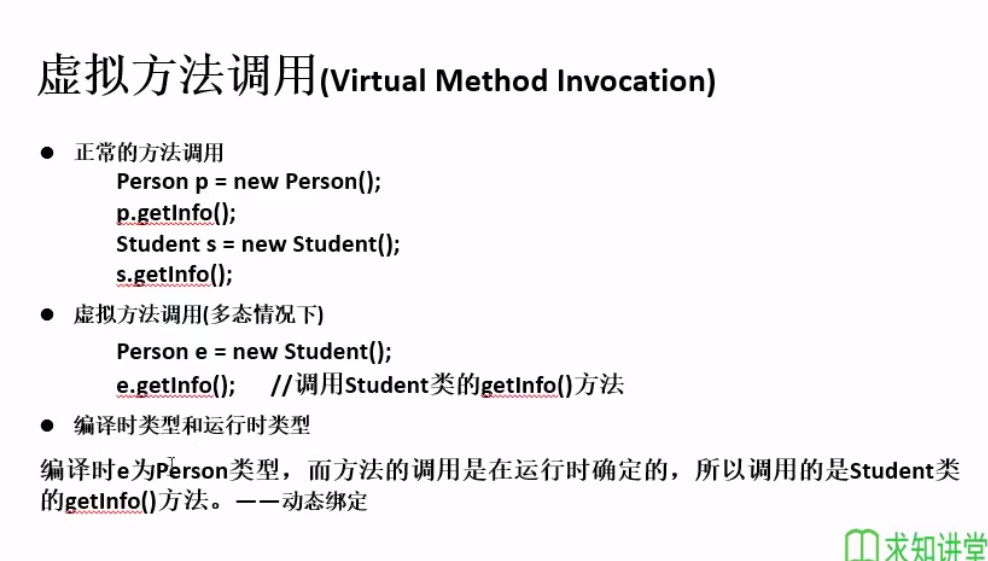 虚拟方法调用(Virtual Method Invocation)
● 正常的方法调用
Person p = new Person();
p.getInfo();
Student s = new Student();
s.getInfo();
● 虚拟方法调用(多态情况下)
Person e = new Student();
e.getInfo(); //调用Student类的getInfo()方法
● 编译时类型和运行时类型
编译时e为Person类型，而方法的调用是在运行时确定的，所以调用的是Student类
的getInfo()方法。——动态绑定
求知讲堂